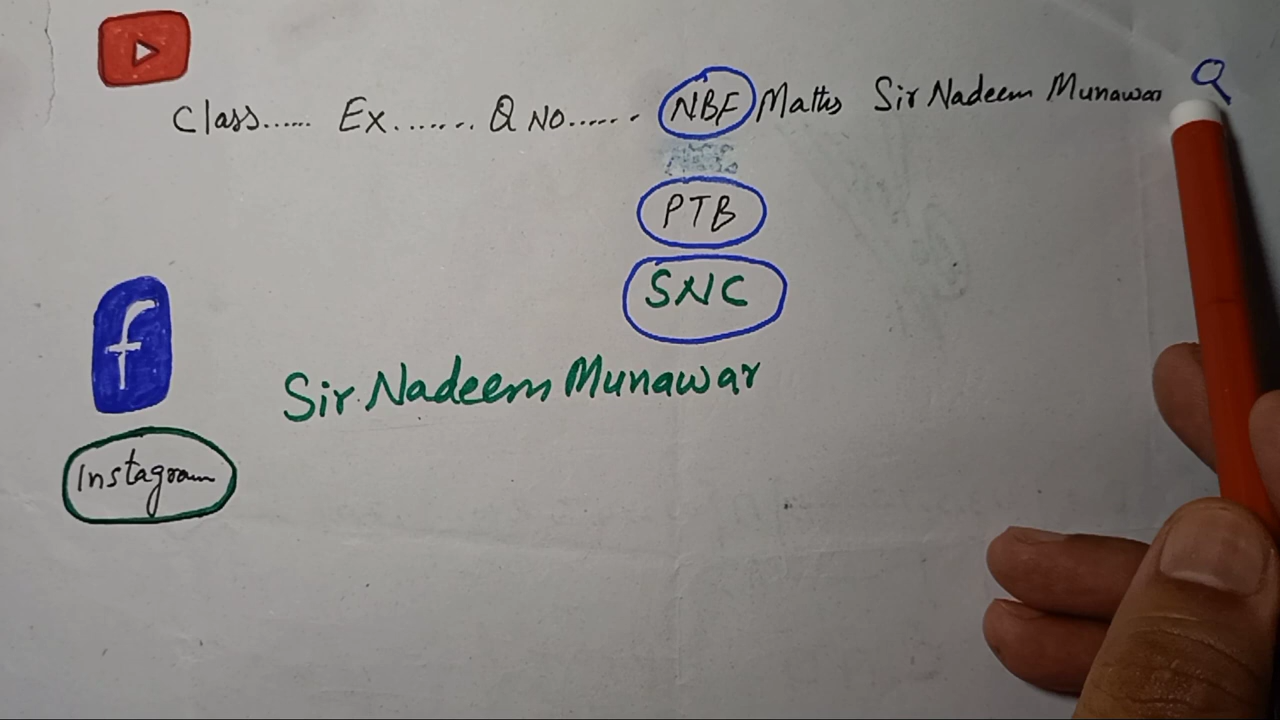 Class...... Ex........ Q No...... NBF Maths Sir Nadeem Munawar
PTB
SNC
f
Sir Nadeem Munawar
Instagram